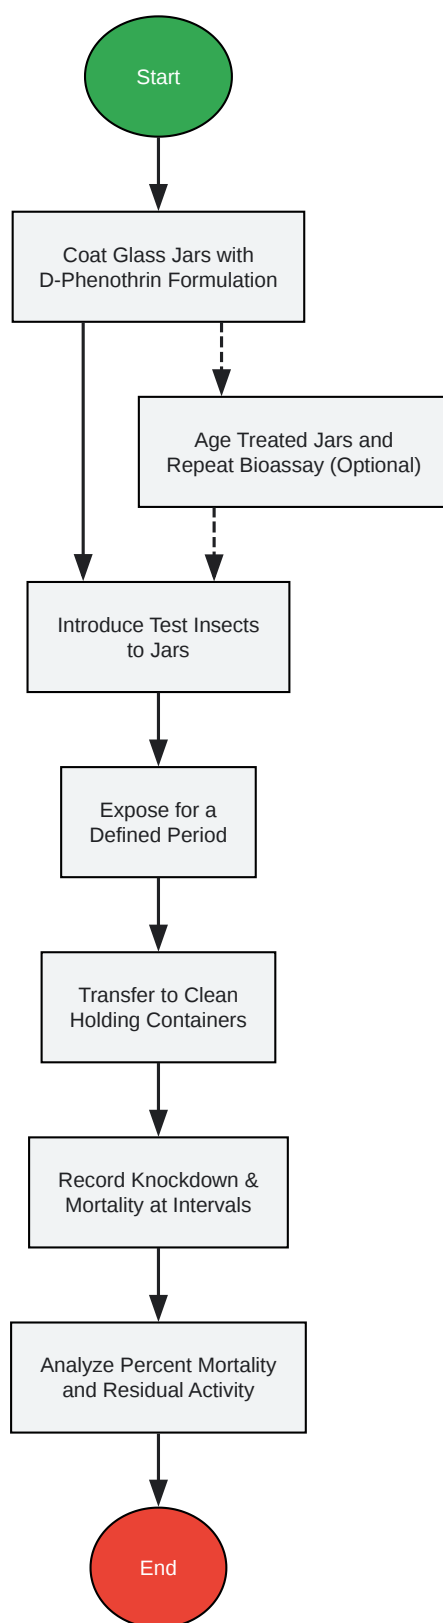 Start
Coat Glass Jars with
D-Phenothrin Formulation
Age Treated Jars and
Repeat Bioassay (Optional)
Introduce Test Insects
to Jars
Expose for a
Defined Period
Transfer to Clean
Holding Containers
Record Knockdown &
Mortality at Intervals
Analyze Percent Mortality
and Residual Activity
End